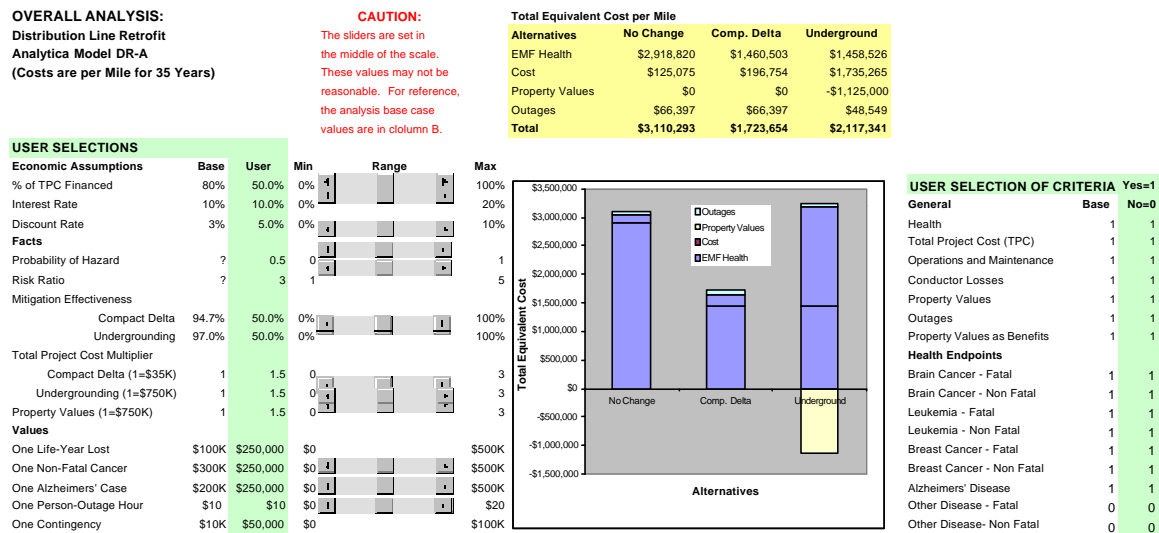 OVERALL ANALYSIS:
Distribution Line Retrofit
Analytica Model DR-A
(Costs are per Mile for 35 Years)
CAUTION:
The sliders are set in
the middle of the scale.
These values may not be
reasonable. For reference,
the analysis base case
values are in clolumn B.
Total Equivalent Cost per Mile
Alternatives No Change Comp. Delta Underground
EMF Health $2,918,820 $1,460,503 $1,458,526
Cost $125,075 $196,754 $1,735,265
Property Values $0 $0 -$1,125,000
Outages $66,397 $66,397 $48,549
Total $3,110,293 $1,723,654 $2,117,341
USER SELECTIONS
Economic Assumptions Base User Min Range Max
% of TPC Financed 80% 50.0% 0% 100%
Interest Rate 10% 10.0% 0% 20%
Discount Rate 3% 5.0% 0% 10%
Facts
Probability of Hazard ? 0.5 0 1
Risk Ratio ? 3 1 5
Mitigation Effectiveness
Compact Delta 94.7% 50.0% 0% 100%
Undergrounding 97.0% 50.0% 0% 100%
Total Project Cost Multiplier
Compact Delta (1=$35K) 1 1.5 0 3
Undergrounding (1=$750K) 1 1.5 0 3
Property Values (1=$750K) 1 1.5 0 3
Values
One Life-Year Lost $100K $250,000 $0 $500K
One Non-Fatal Cancer $300K $250,000 $0 $500K
One Alzheimers' Case $200K $250,000 $0 $500K
One Person-Outage Hour $10 $10 $0 $20
One Contingency $10K $50,000 $0 $100K
$3,500,000
$3,000,000
$2,500,000
$2,000,000
$1,500,000
$1,000,000
$500,000
$0
-$500,000
-$1,000,000
-$1,500,000
Total Equivalent Cost
Outages
Property Values
Cost
EMF Health
No Change Comp. Delta Underground
Alternatives
USER SELECTION OF CRITERIA Yes=1
General Base No=0
Health 1 1
Total Project Cost (TPC) 1 1
Operations and Maintenance 1 1
Conductor Losses 1 1
Property Values 1 1
Outages 1 1
Property Values as Benefits 1 1
Health Endpoints
Brain Cancer - Fatal 1 1
Brain Cancer - Non Fatal 1 1
Leukemia - Fatal 1 1
Leukemia - Non Fatal 1 1
Breast Cancer - Fatal 1 1
Breast Cancer - Non Fatal 1 1
Alzheimers' Disease 1 1
Other Disease - Fatal 0 0
Other Disease- Non Fatal 0 0